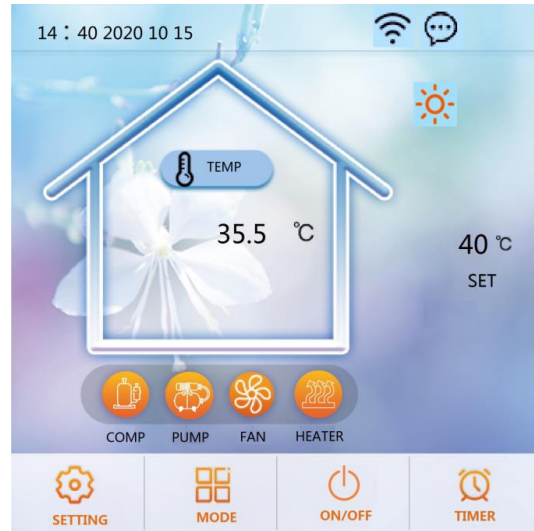 14：40 2020 10 15
TEMP
35.5 ℃
40 ℃
SET
COMP PUMP FAN HEATER
SETTING MODE ON/OFF TIMER